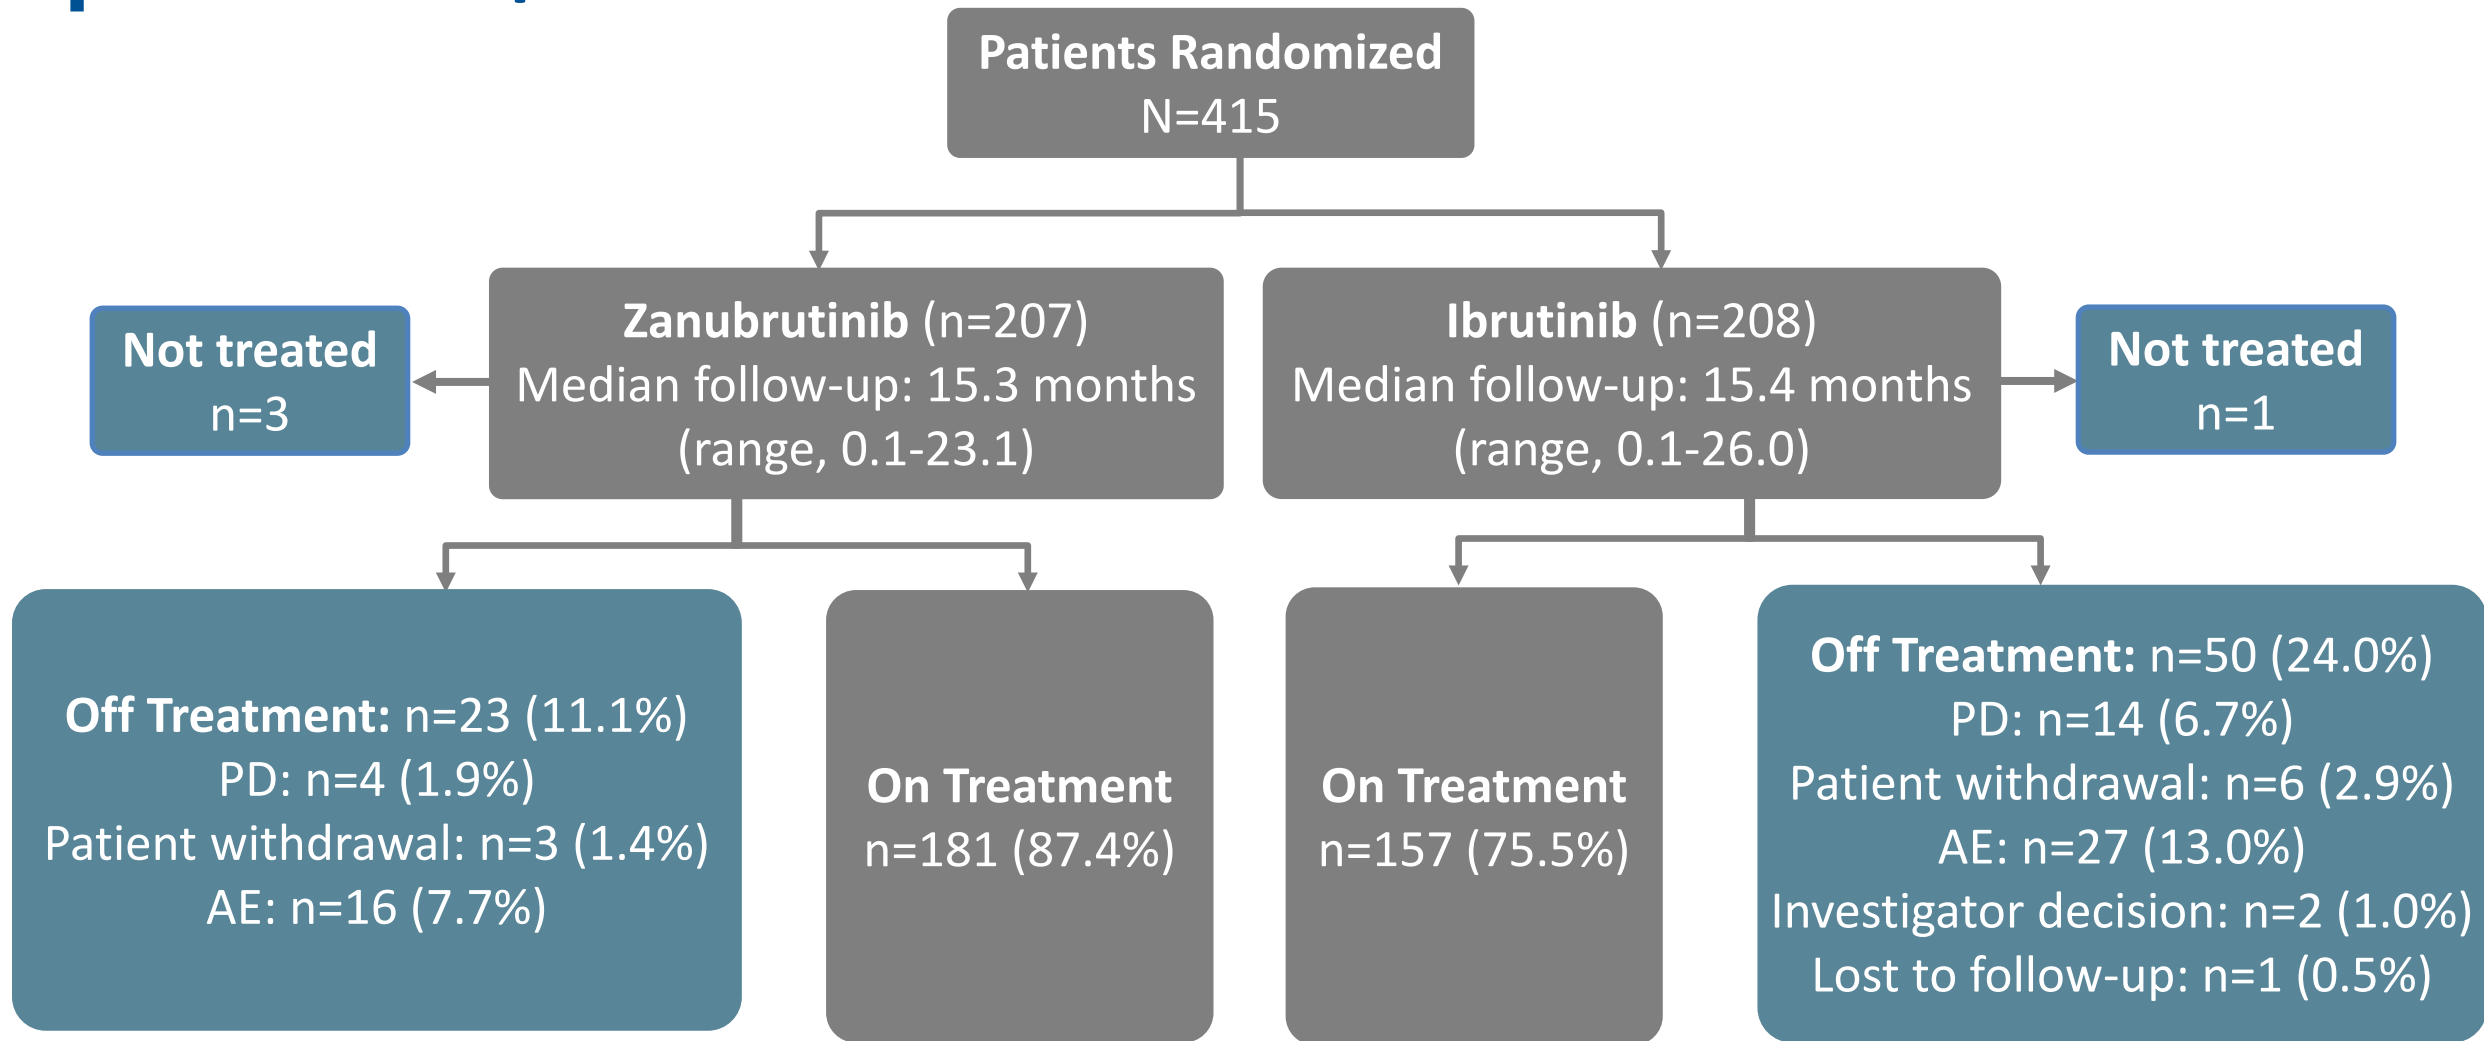 Patients Randomized
N=415
Zanubrutinib (n=207)
Median follow-up: 15.3 months
(range, 0.1-23.1)
Ibrutinib (n=208)
Median follow-up: 15.4 months
(range, 0.1-26.0)
Not treated
n=3
Not treated
n=1
Off Treatment: n=23 (11.1%)
PD: n=4 (1.9%)
Patient withdrawal: n=3 (1.4%)
AE: n=16 (7.7%)
On Treatment
n=181 (87.4%)
On Treatment
n=157 (75.5%)
Off Treatment: n=50 (24.0%)
PD: n=14 (6.7%)
Patient withdrawal: n=6 (2.9%)
AE: n=27 (13.0%)
Investigator decision: n=2 (1.0%)
Lost to follow-up: n=1 (0.5%)